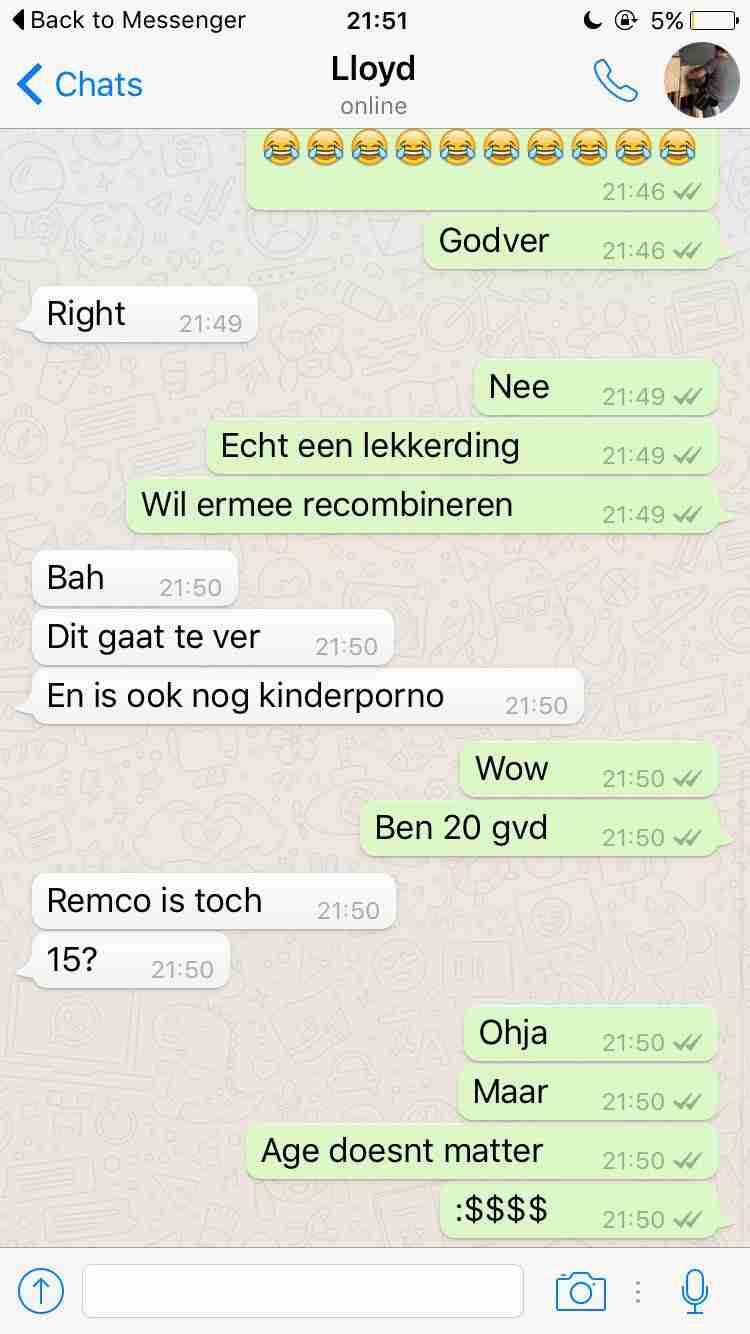 Back to Messenger 21:51 5%
Chats Lloyd
online
😂😂😂😂😂😂😂😂😂😂
21:46
Godver 21:46
Right 21:49
Nee 21:49
Echt een lekkerding 21:49
Wil ermee recombineren 21:49
Bah 21:50
Dit gaat te ver 21:50
En is ook nog kinderporno 21:50
Wow 21:50
Ben 20 gvd 21:50
Remco is toch 21:50
15? 21:50
Ohja 21:50
Maar 21:50
Age doesnt matter 21:50
:$$$$ 21:50